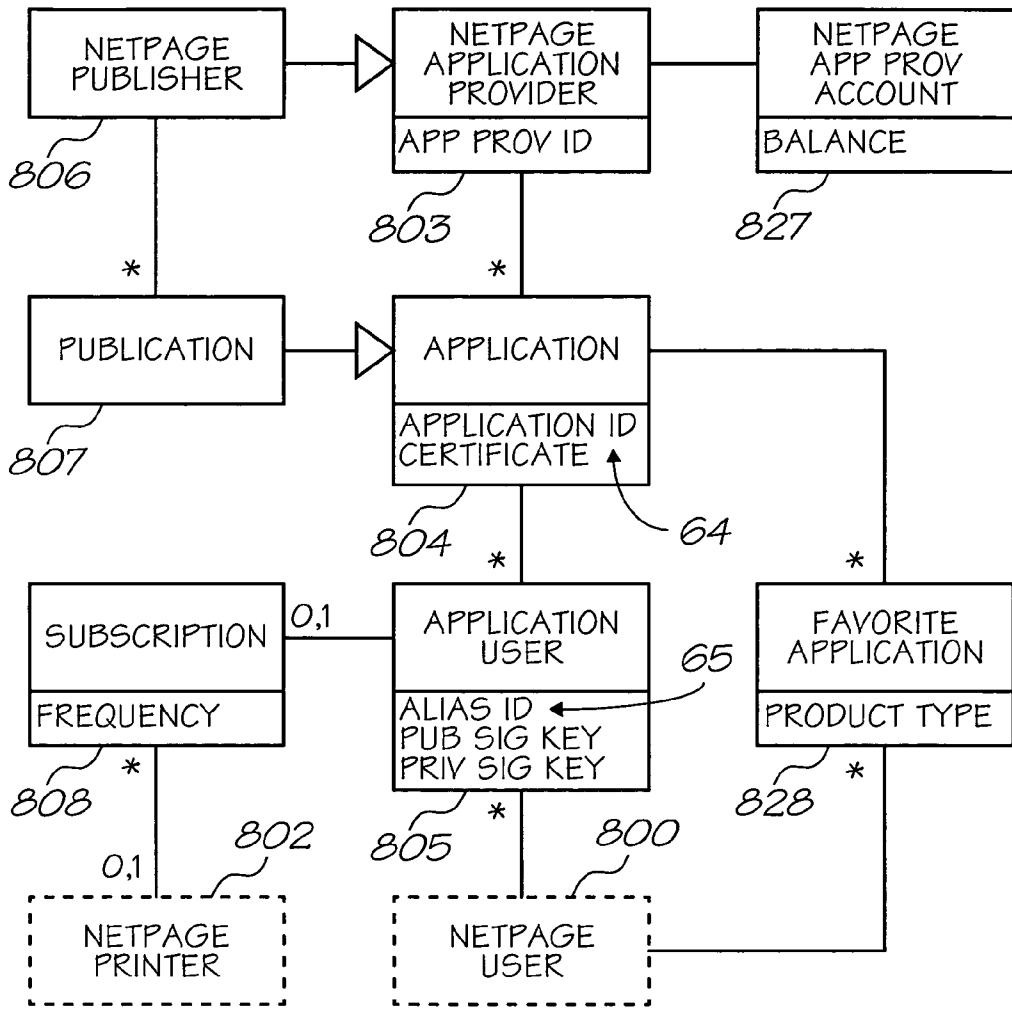 NETPAGE
PUBLISHER
NETPAGE
APPLICATION
PROVIDER
APP PROV ID
NETPAGE
APP PROV
ACCOUNT
BALANCE
806
803
827
*
*
PUBLICATION
APPLICATION
APPLICATION ID
CERTIFICATE
807
804
64
*
*
SUBSCRIPTION
FREQUENCY
0,1
APPLICATION
USER
ALIAS ID
PUB SIG KEY
PRIV SIG KEY
65
FAVORITE
APPLICATION
PRODUCT TYPE
808
*
805
*
828
*
802
800
0,1
NETPAGE
PRINTER
NETPAGE
USER